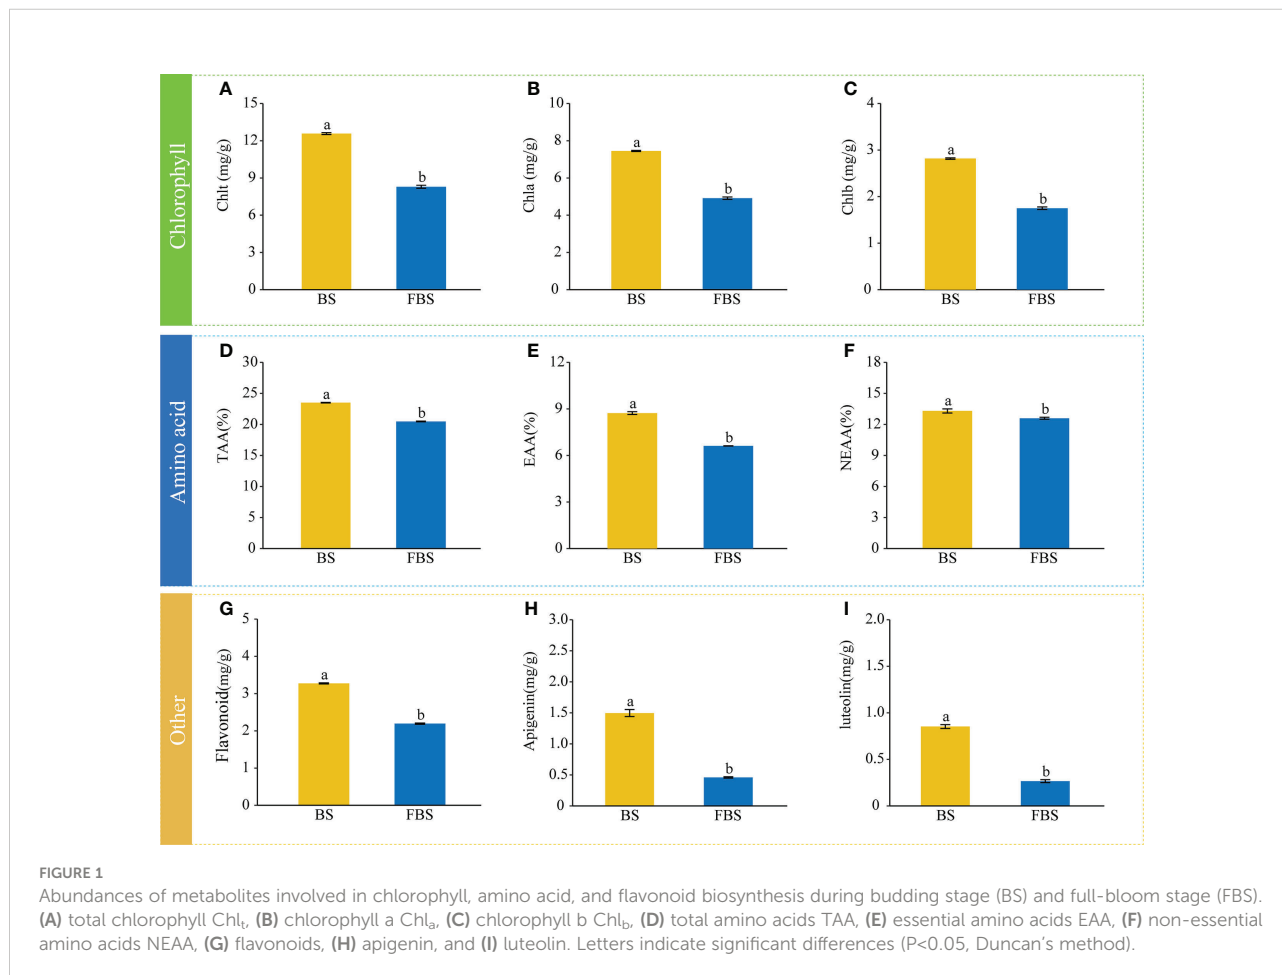 Chlorophyll
A
Chlt (mg/g)
15
12
9
6
3
0
a
b
BS
FBS
B
Chla (mg/g)
10
8
6
4
2
0
a
b
BS
FBS
C
Chlb (mg/g)
4
3
2
1
0
a
b
BS
FBS
Amino acid
D
TAA(%)
30
25
20
15
10
5
0
a
b
BS
FBS
E
EAA(%)
12
9
6
3
0
a
b
BS
FBS
F
NEAA(%)
18
15
12
9
6
3
0
a
b
BS
FBS
Other
G
Flavonoid(mg/g)
5
4
3
2
1
0
a
b
BS
FBS
H
Apigenin(mg/g)
3.0
2.5
2.0
1.5
1.0
0.5
0
a
b
BS
FBS
I
luteolin(mg/g)
2.0
1.5
1.0
0.5
0
a
b
BS
FBS
FIGURE 1
Abundances of metabolites involved in chlorophyll, amino acid, and flavonoid biosynthesis during budding stage (BS) and full-bloom stage (FBS).
(A) total chlorophyll Chlt, (B) chlorophyll a Chla, (C) chlorophyll b Chlb, (D) total amino acids TAA, (E) essential amino acids EAA, (F) non-essential
amino acids NEAA, (G) flavonoids, (H) apigenin, and (I) luteolin. Letters indicate significant differences (P<0.05, Duncan's method).